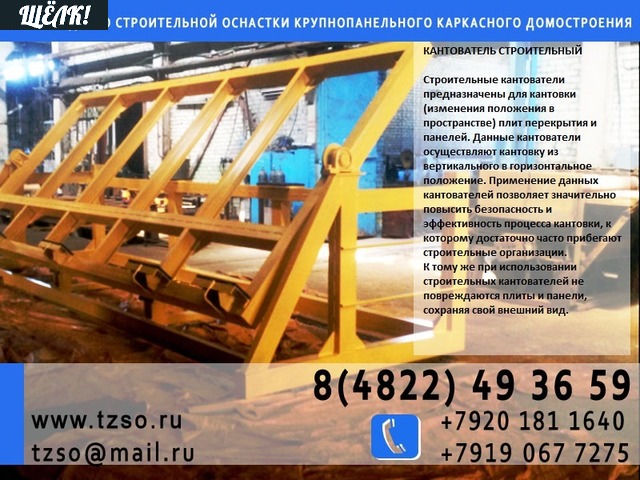 ЩЁЛК!
О СТРОИТЕЛЬНОЙ ОСНАСТКИ КРУПНОПАНЕЛЬНОГО КАРКАСНОГО ДОМОСТРОЕНИЯ
КАНТОВАТЕЛЬ СТРОИТЕЛЬНЫЙ
Строительные кантователи
предназначены для кантовки
(изменения положения в
пространстве) плит перекрытия и
панелей. Данные кантователи
осуществляют кантовку из
вертикального в горизонтальное
положение. Применение данных
кантователей позволяет значительно
повысить безопасность и
эффективность процесса кантовки, к
которому достаточно часто прибегают
строительные организации.
К тому же при использовании
строительных кантователей не
повреждаются плиты и панели,
сохраняя свой внешний вид.
8(4822) 49 36 59
www.tzso.ru
+7920 181 1640
tzso@mail.ru
+7919 067 7275